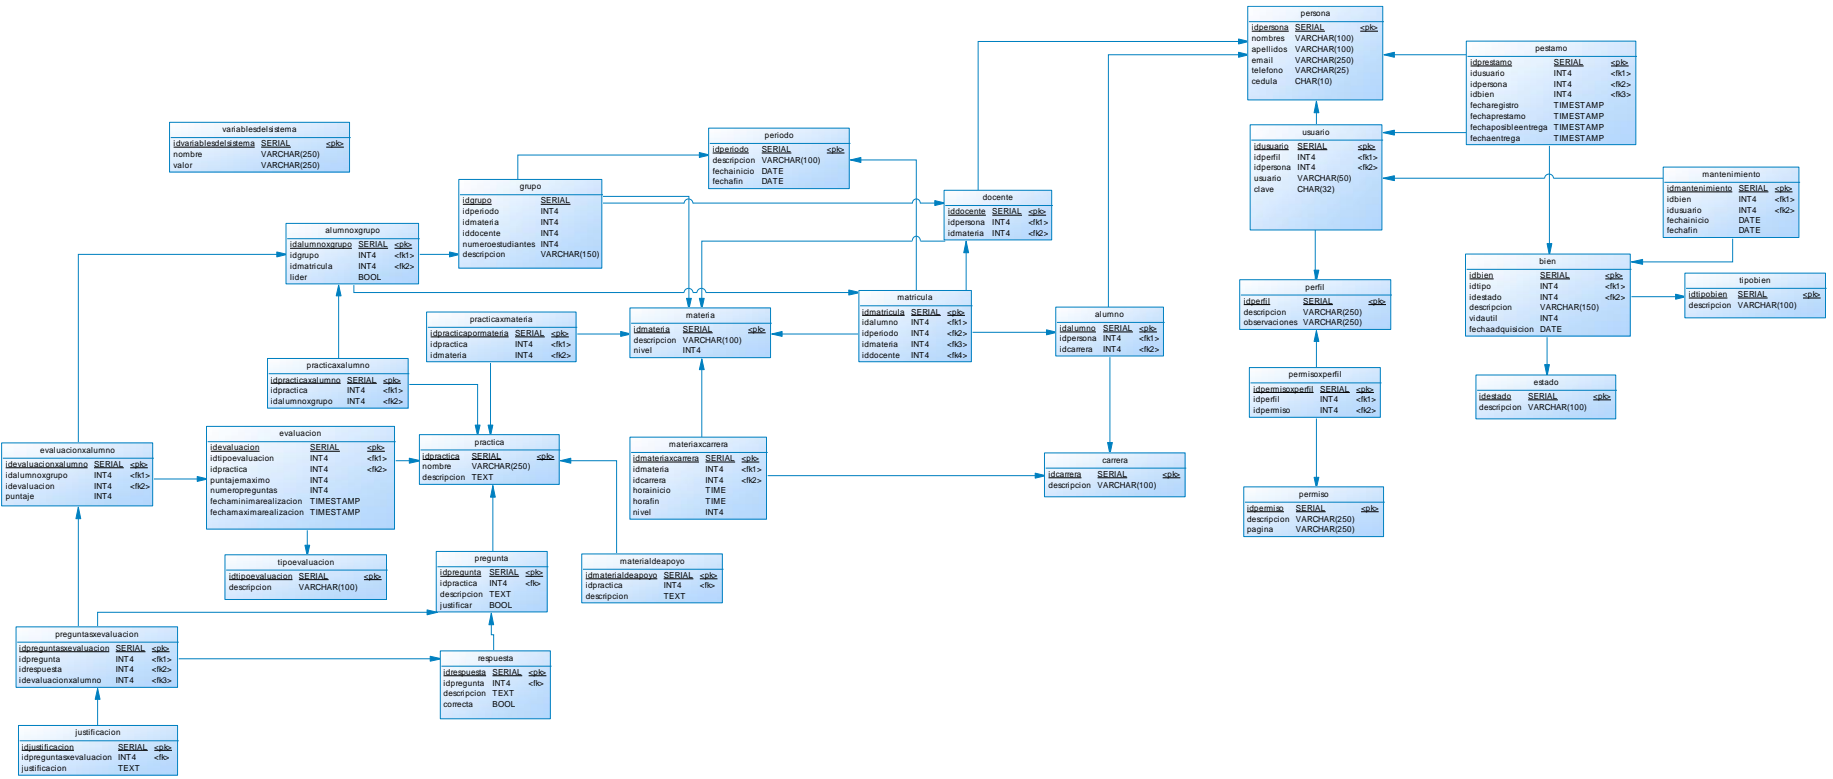 persona
idpersona SERIAL <pk>
nombres VARCHAR(100)
apellidos VARCHAR(100)
email VARCHAR(250)
telefono VARCHAR(25)
cedula CHAR(10)
pestamo
idprestamo SERIAL <pk>
idusuario INT4 <fk1>
idpersona INT4 <fk2>
idbien INT4 <fk3>
fecharegistro TIMESTAMP
fechaprestamo TIMESTAMP
fechaposibleentrega TIMESTAMP
fechaentrega TIMESTAMP
variablesdelsistema
idvariablesdelsistema SERIAL <pk>
nombre VARCHAR(250)
valor VARCHAR(250)
periodo
idperiodo SERIAL <pk>
descripcion VARCHAR(100)
fechainicio DATE
fechafin DATE
usuario
idusuario SERIAL <pk>
idperfil INT4 <fk1>
idpersona INT4 <fk2>
usuario VARCHAR(50)
clave CHAR(32)
mantenimiento
idmantenimiento SERIAL <pk>
idbien INT4 <fk1>
idusuario INT4 <fk2>
fechainicio DATE
fechafin DATE
grupo
idgrupo SERIAL
idperiodo INT4
idmateria INT4
iddocente INT4
numeroestudiantes INT4
descripcion VARCHAR(150)
docente
iddocente SERIAL <pk>
idpersona INT4 <fk1>
idmateria INT4 <fk2>
alumnoxgrupo
idalumnoxgrupo SERIAL <pk>
idgrupo INT4 <fk1>
idmatricula INT4 <fk2>
lider BOOL
bien
idbien SERIAL <pk>
idtipo INT4 <fk1>
idestado INT4 <fk2>
descripcion VARCHAR(150)
vidautil INT4
fechaadquisicion DATE
tipobien
idtipobien SERIAL <pk>
descripcion VARCHAR(100)
perfil
idperfil SERIAL <pk>
descripcion VARCHAR(250)
observaciones VARCHAR(250)
matricula
idmatricula SERIAL <pk>
idalumno INT4 <fk1>
idperiodo INT4 <fk2>
idmateria INT4 <fk3>
iddocente INT4 <fk4>
alumno
idalumno SERIAL <pk>
idpersona INT4 <fk1>
idcarrera INT4 <fk2>
materia
idmateria SERIAL <pk>
descripcion VARCHAR(100)
nivel INT4
practicaxmateria
idpracticapormateria SERIAL <pk>
idpractica INT4 <fk1>
idmateria INT4 <fk2>
practicaxalumno
idpracticaxalumno SERIAL <pk>
idpractica INT4 <fk1>
idalumnoxgrupo INT4 <fk2>
permisoxperfil
idpermisoxperfil SERIAL <pk>
idperfil INT4 <fk1>
idpermiso INT4 <fk2>
estado
idestado SERIAL <pk>
descripcion VARCHAR(100)
evaluacionxalumno
idevaluacionxalumno SERIAL <pk>
idalumnoxgrupo INT4 <fk1>
idevaluacion INT4 <fk2>
puntaje INT4
evaluacion
idevaluacion SERIAL <pk>
idtipoevaluacion INT4 <fk1>
idpractica INT4 <fk2>
puntajemaximo INT4
numeropreguntas INT4
fechaminimarealizacion TIMESTAMP
fechamaximarealizacion TIMESTAMP
practica
idpractica SERIAL <pk>
nombre VARCHAR(250)
descripcion TEXT
materiaxcarrera
idmateriaxcarrera SERIAL <pk>
idmateria INT4 <fk1>
idcarrera INT4 <fk2>
horainicio TIME
horafin TIME
nivel INT4
carrera
idcarrera SERIAL <pk>
descripcion VARCHAR(100)
permiso
idpermiso SERIAL <pk>
descripcion VARCHAR(250)
pagina VARCHAR(250)
tipoevaluacion
idtipoevaluacion SERIAL <pk>
descripcion VARCHAR(100)
pregunta
idpregunta SERIAL <pk>
idpractica INT4 <fk>
descripcion TEXT
justificar BOOL
materialdeapoyo
idmaterialdeapoyo SERIAL <pk>
idpractica INT4 <fk>
descripcion TEXT
preguntasxevaluacion
idpreguntasxevaluacion SERIAL <pk>
idpregunta INT4 <fk1>
idrespuesta INT4 <fk2>
idevaluacionxalumno INT4 <fk3>
respuesta
idrespuesta SERIAL <pk>
idpregunta INT4 <fk>
descripcion TEXT
correcta BOOL
justificacion
idjustificacion SERIAL <pk>
idpreguntasxevaluacion INT4 <fk>
justificacion TEXT